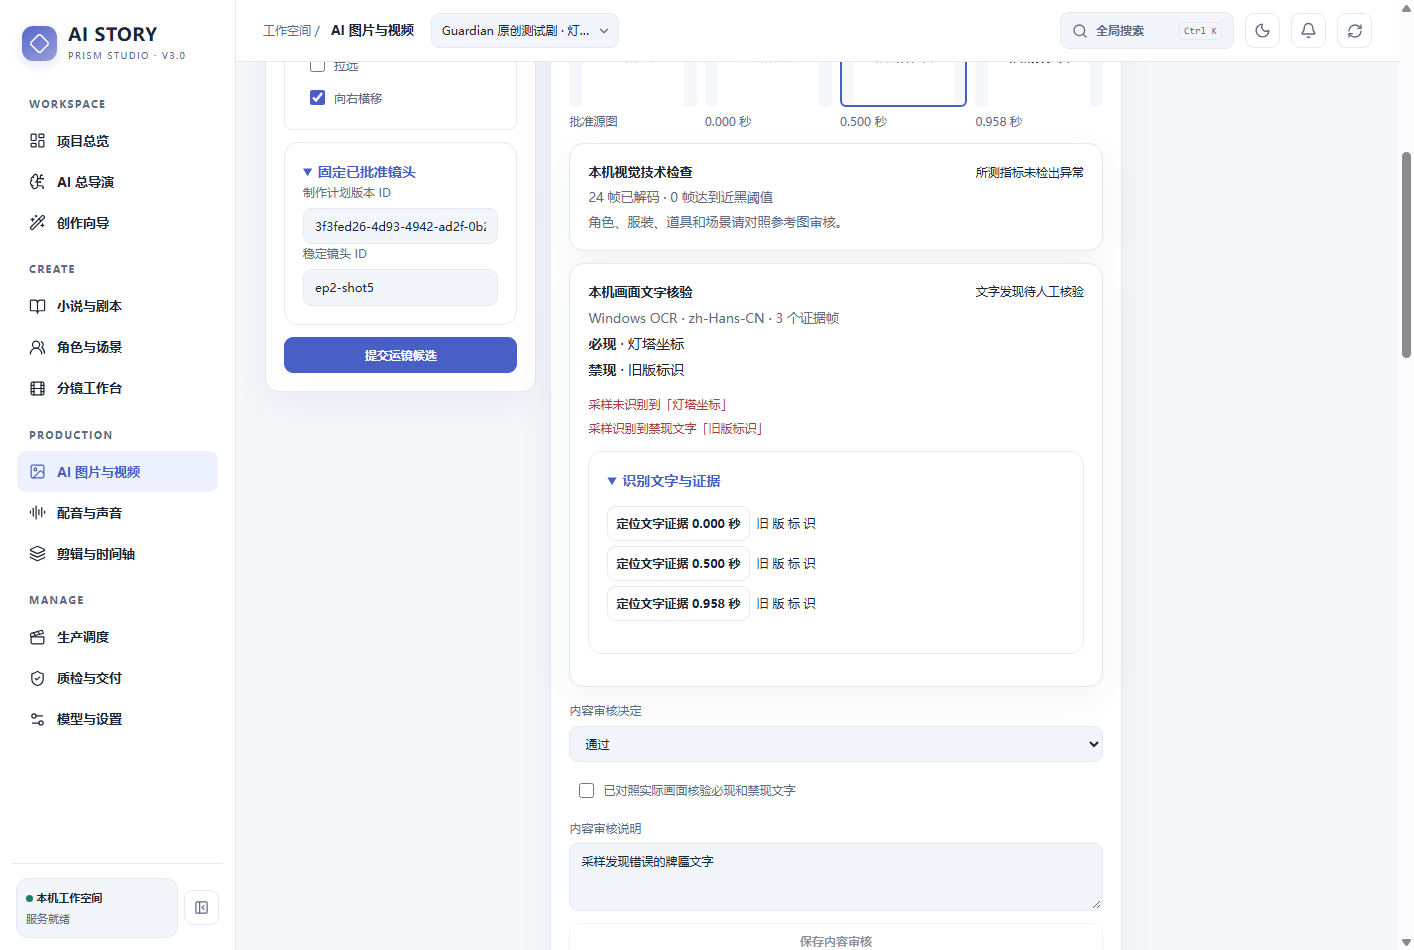 AI STORY
PRISM STUDIO · V3.0
WORKSPACE
项目总览
AI 总导演
创作向导
CREATE
小说与剧本
角色与场景
分镜工作台
PRODUCTION
AI 图片与视频
配音与声音
剪辑与时间轴
MANAGE
生产调度
质检与交付
模型与设置
本机工作空间
服务就绪
工作空间 / AI 图片与视频
Guardian 原创测试剧 · 灯...
全局搜索 Ctrl K
拉远
向右横移
固定已批准镜头
制作计划版本 ID
3f3fed26-4d93-4942-ad2f-0b
稳定镜头 ID
ep2-shot5
提交运镜候选
批准源图
0.000 秒
0.500 秒
0.958 秒
本机视觉技术检查
所测指标未检出异常
24 帧已解码 · 0 帧达到近黑阈值
角色、服装、道具和场景请对照参考图审核。
本机画面文字核验
文字发现待人工核验
Windows OCR · zh-Hans-CN · 3 个证据帧
必现 · 灯塔坐标
禁现 · 旧版标识
采样未识别到「灯塔坐标」
采样识别到禁现文字「旧版标识」
识别文字与证据
定位文字证据 0.000 秒 旧 版 标 识
定位文字证据 0.500 秒 旧 版 标 识
定位文字证据 0.958 秒 旧 版 标 识
内容审核决定
通过
已对照实际画面核验必现和禁现文字
内容审核说明
采样发现错误的牌匾文字
保存内容审核